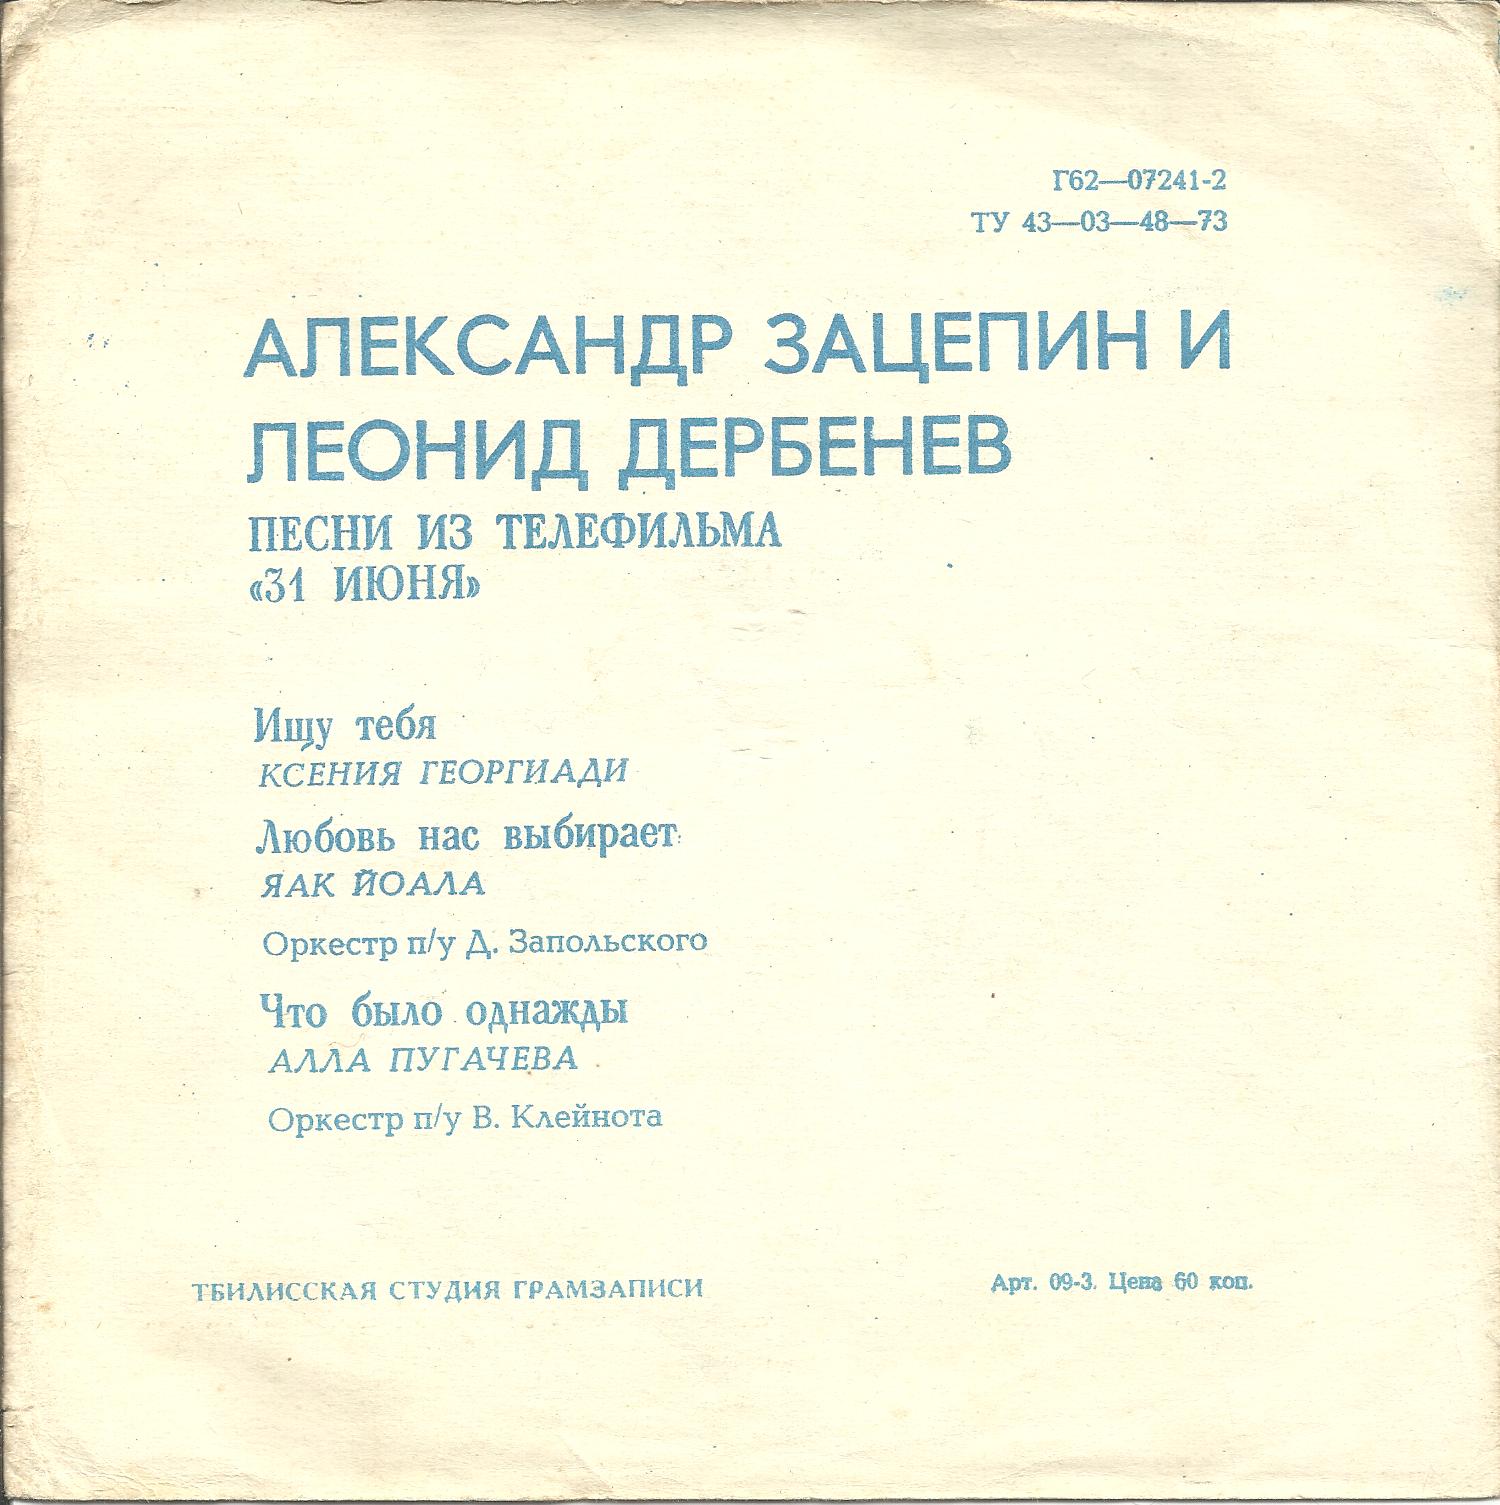 Г62—07241-2
ТУ 43—03—48—73
АЛЕКСАНДР ЗАЦЕПИН И
ЛЕОНИД ДЕРБЕНЕВ
ПЕСНИ ИЗ ТЕЛЕФИЛЬМА
«31 ИЮНЯ»
Ищу тебя
КСЕНИЯ ГЕОРГИАДИ
Любовь нас выбирает
ЯАК ЙОАЛА
Оркестр п/у Д. Запольского
Что было однажды
АЛЛА ПУГАЧЕВА
Оркестр п/у В. Клейнота
ТБИЛИССКАЯ СТУДИЯ ГРАМЗАПИСИ
Арт. 09-3. Цена 60 коп.